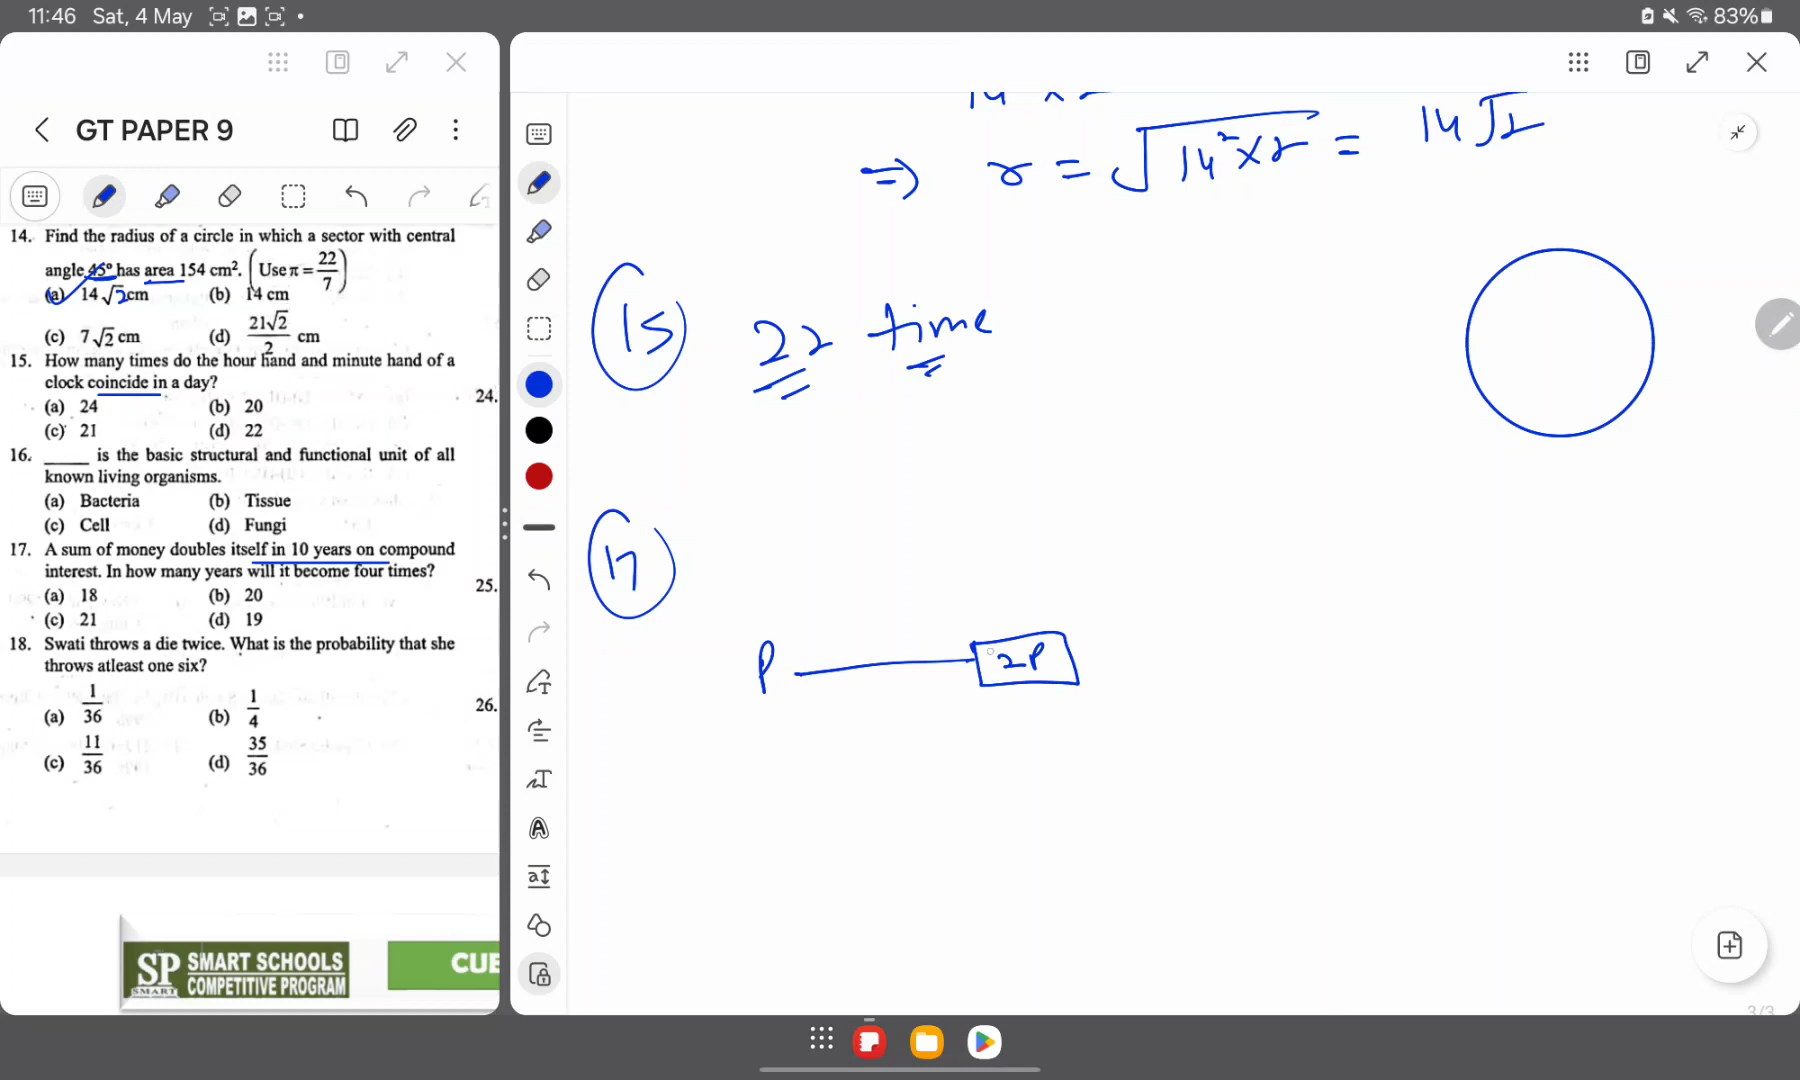 11:46 Sat, 4 May
83%
GT PAPER 9
14. Find the radius of a circle in which a sector with central
angle 45° has area 154 cm². (Use π = 22/7)
(a) 14√2cm (b) 14 cm
(c) 7√2 cm (d) 21√2/2 cm
15. How many times do the hour hand and minute hand of a
clock coincide in a day?
(a) 24 (b) 20
(c) 21 (d) 22
16. _____ is the basic structural and functional unit of all
known living organisms.
(a) Bacteria (b) Tissue
(c) Cell (d) Fungi
17. A sum of money doubles itself in 10 years on compound
interest. In how many years will it become four times?
(a) 18 (b) 20
(c) 21 (d) 19
18. Swati throws a die twice. What is the probability that she
throws atleast one six?
(a) 1/36 (b) 1/4
(c) 11/36 (d) 35/36
24.
25.
26.
SP SMART SCHOOLS
SMART COMPETITIVE PROGRAM
CUE
⇒ r = √14²×2 = 14√2
15 22 time
17
P 2P
3/3